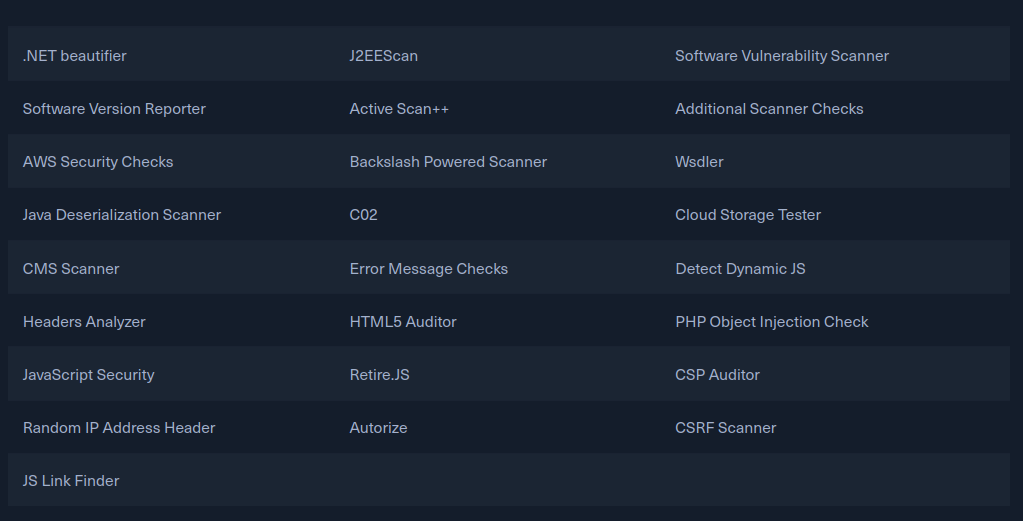 .NET beautifier J2EEScan Software Vulnerability Scanner
Software Version Reporter Active Scan++ Additional Scanner Checks
AWS Security Checks Backslash Powered Scanner Wsdler
Java Deserialization Scanner C02 Cloud Storage Tester
CMS Scanner Error Message Checks Detect Dynamic JS
Headers Analyzer HTML5 Auditor PHP Object Injection Check
JavaScript Security Retire.JS CSP Auditor
Random IP Address Header Autorize CSRF Scanner
JS Link Finder